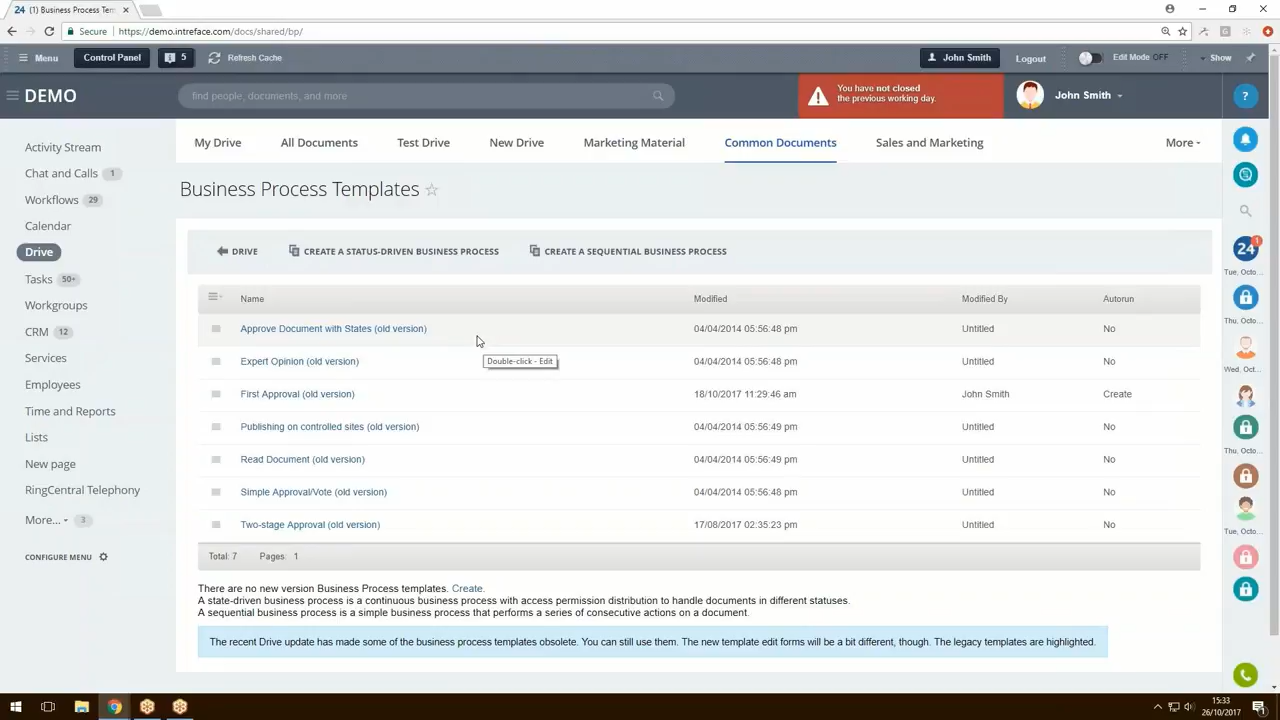 24 (1) Business Process Tem
Secure https://demo.intreface.com/docs/shared/bp/
Menu Control Panel 5 Refresh Cache John Smith Logout Edit Mode OFF Show
DEMO find people, documents, and more You have not closed John Smith ?
the previous working day.
Activity Stream
Chat and Calls 1
Workflows 29
Calendar
Drive
Tasks 50+
Workgroups
CRM 12
Services
Employees
Time and Reports
Lists
New page
RingCentral Telephony
More... 3
CONFIGURE MENU
My Drive All Documents Test Drive New Drive Marketing Material Common Documents Sales and Marketing More
Business Process Templates
DRIVE CREATE A STATUS-DRIVEN BUSINESS PROCESS CREATE A SEQUENTIAL BUSINESS PROCESS
Name Modified Modified By Autorun
Approve Document with States (old version) 04/04/2014 05:56:48 pm Untitled No
Double-click - Edit
Expert Opinion (old version) 04/04/2014 05:56:48 pm Untitled No
First Approval (old version) 18/10/2017 11:29:46 am John Smith Create
Publishing on controlled sites (old version) 04/04/2014 05:56:49 pm Untitled No
Read Document (old version) 04/04/2014 05:56:49 pm Untitled No
Simple Approval/Vote (old version) 04/04/2014 05:56:48 pm Untitled No
Two-stage Approval (old version) 17/08/2017 02:35:23 pm Untitled No
Total: 7 Pages: 1
There are no new version Business Process templates. Create.
A state-driven business process is a continuous business process with access permission distribution to handle documents in different statuses.
A sequential business process is a simple business process that performs a series of consecutive actions on a document.
The recent Drive update has made some of the business process templates obsolete. You can still use them. The new template edit forms will be a bit different, though. The legacy templates are highlighted.
24 1
Tue, Octo...
Thu, Octo...
Wed, Oct...
Thu, Octo...
Tue, Octo...
15:33
26/10/2017
1